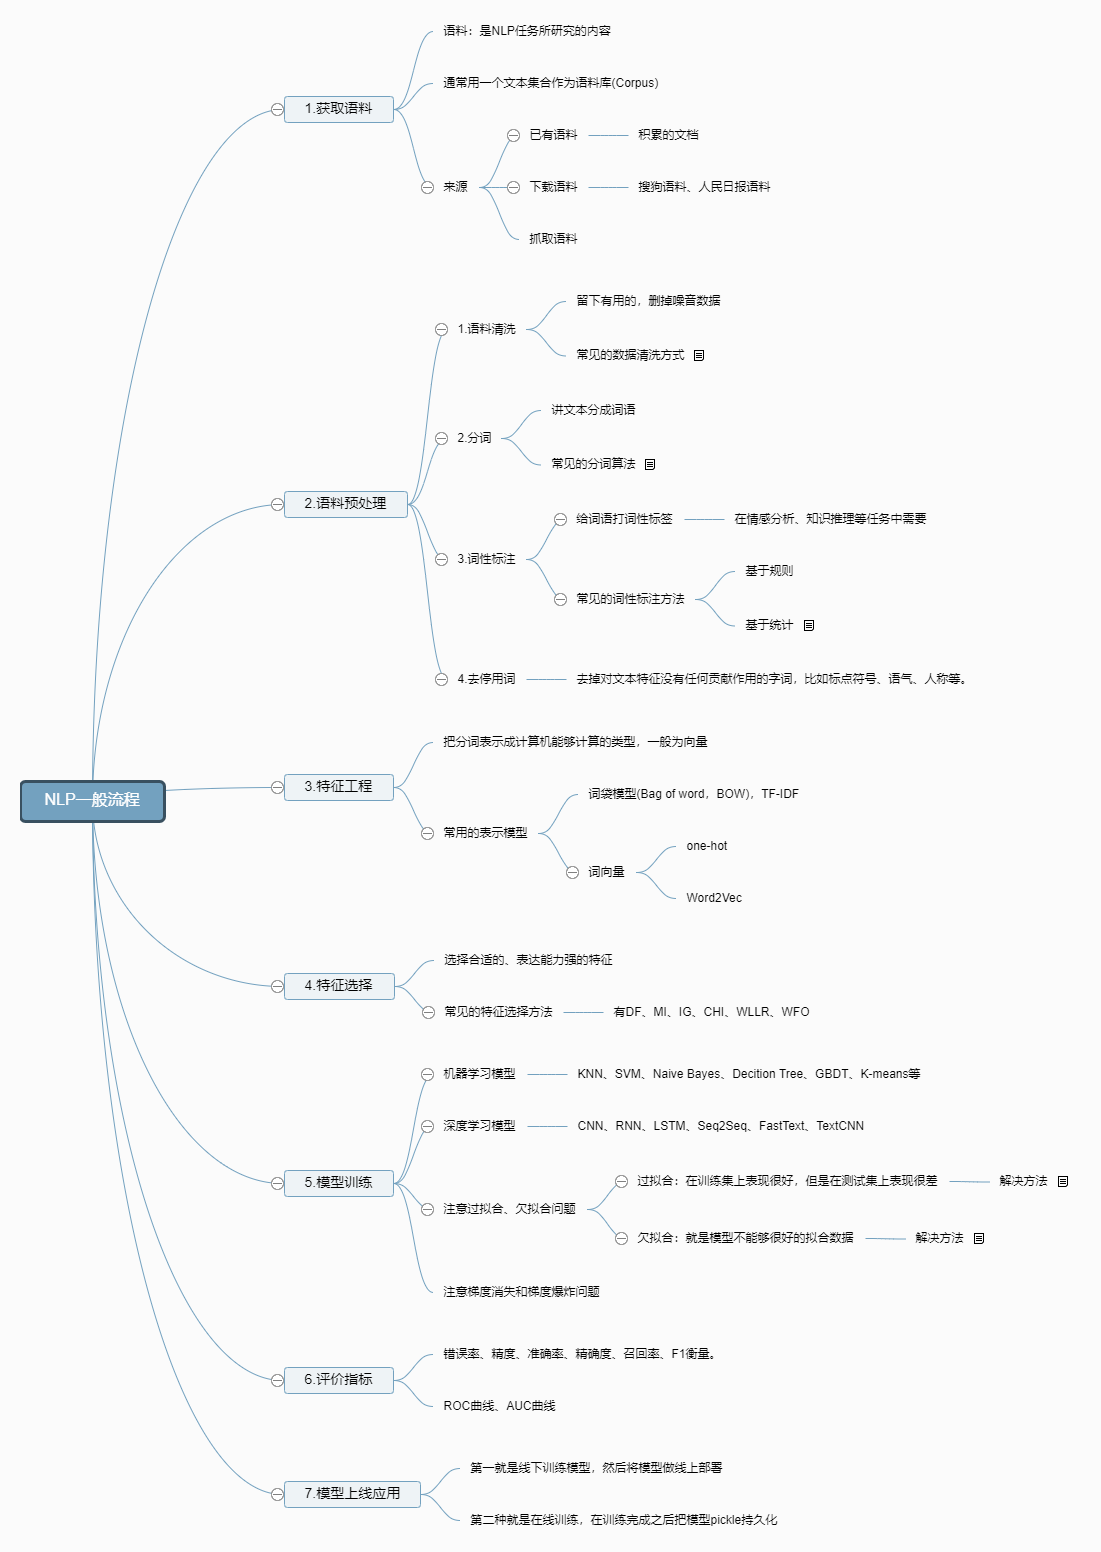 NLP一般流程
1.获取语料
语料：是NLP任务所研究的内容
通常用一个文本集合作为语料库(Corpus)
来源
已有语料
积累的文档
下载语料
搜狗语料、人民日报语料
抓取语料
2.语料预处理
1.语料清洗
留下有用的，删掉噪音数据
常见的数据清洗方式
2.分词
讲文本分成词语
常见的分词算法
3.词性标注
给词语打词性标签
在情感分析、知识推理等任务中需要
常见的词性标注方法
基于规则
基于统计
4.去停用词
去掉对文本特征没有任何贡献作用的字词，比如标点符号、语气、人称等。
3.特征工程
把分词表示成计算机能够计算的类型，一般为向量
常用的表示模型
词袋模型(Bag of word，BOW)，TF-IDF
词向量
one-hot
Word2Vec
4.特征选择
选择合适的、表达能力强的特征
常见的特征选择方法
有DF、MI、IG、CHI、WLLR、WFO
5.模型训练
机器学习模型
KNN、SVM、Naive Bayes、Decition Tree、GBDT、K-means等
深度学习模型
CNN、RNN、LSTM、Seq2Seq、FastText、TextCNN
注意过拟合、欠拟合问题
过拟合：在训练集上表现很好，但是在测试集上表现很差
解决方法
欠拟合：就是模型不能够很好的拟合数据
解决方法
注意梯度消失和梯度爆炸问题
6.评价指标
错误率、精度、准确率、精确度、召回率、F1衡量。
ROC曲线、AUC曲线
7.模型上线应用
第一就是线下训练模型，然后将模型做线上部署
第二种就是在线训练，在训练完成之后把模型pickle持久化